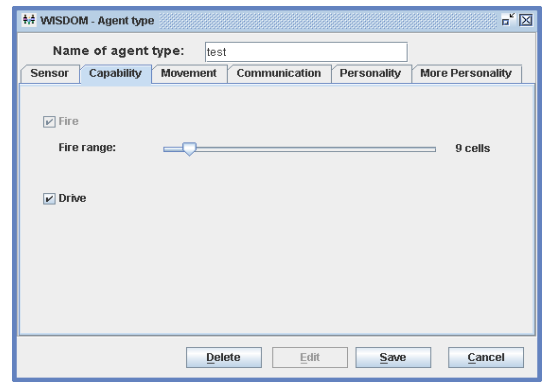 WISDOM - Agent type
Name of agent type: test
Sensor Capability Movement Communication Personality More Personality
Fire
Fire range: 9 cells
Drive
Delete Edit Save Cancel